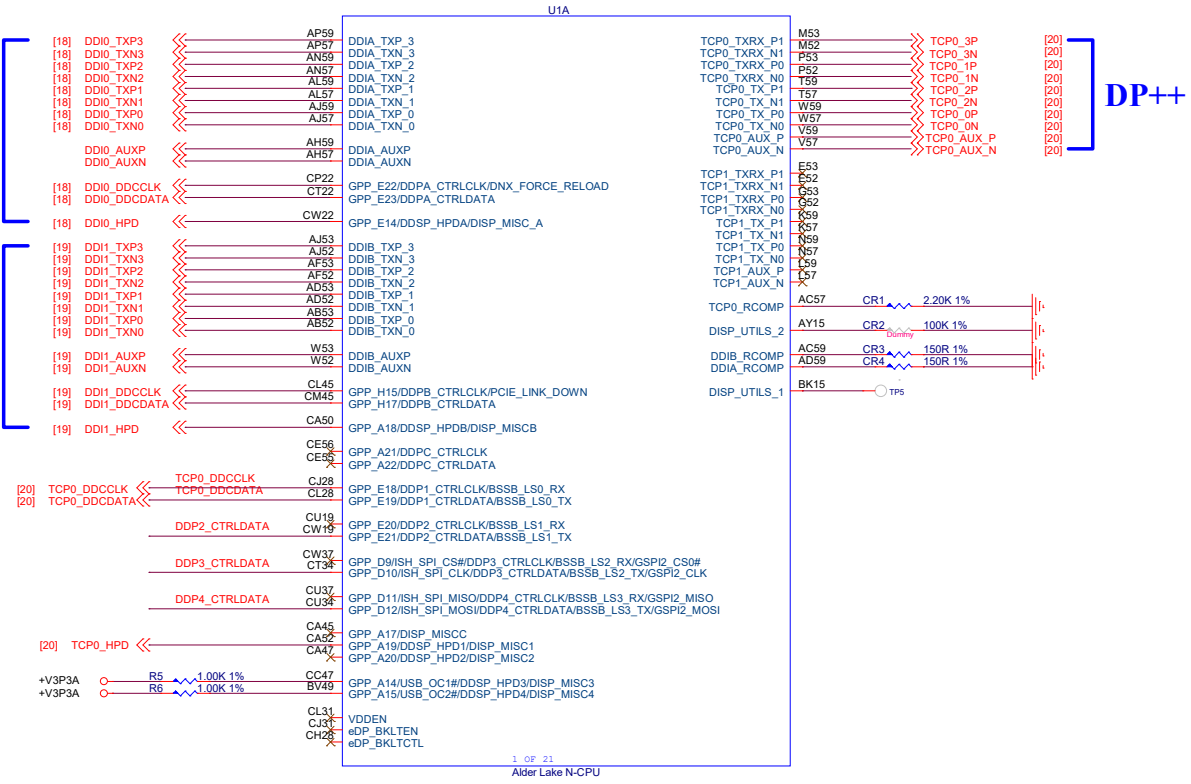 U1A
[18] DDI0_TXP3 AP59 DDIA_TXP_3
[18] DDI0_TXN3 AP57 DDIA_TXN_3
[18] DDI0_TXP2 AN59 DDIA_TXP_2
[18] DDI0_TXN2 AN57 DDIA_TXN_2
[18] DDI0_TXP1 AL59 DDIA_TXP_1
[18] DDI0_TXN1 AL57 DDIA_TXN_1
[18] DDI0_TXP0 AJ59 DDIA_TXP_0
[18] DDI0_TXN0 AJ57 DDIA_TXN_0
DDI0_AUXP AH59 DDIA_AUXP
DDI0_AUXN AH57 DDIA_AUXN
[18] DDI0_DDCCLK CP22 GPP_E22/DDPA_CTRLCLK/DNX_FORCE_RELOAD
[18] DDI0_DDCDATA CT22 GPP_E23/DDPA_CTRLDATA
[18] DDI0_HPD CW22 GPP_E14/DDSP_HPDA/DISP_MISC_A
[19] DDI1_TXP3 AJ53 DDIB_TXP_3
[19] DDI1_TXN3 AJ52 DDIB_TXN_3
[19] DDI1_TXP2 AF53 DDIB_TXP_2
[19] DDI1_TXN2 AF52 DDIB_TXN_2
[19] DDI1_TXP1 AD53 DDIB_TXP_1
[19] DDI1_TXN1 AD52 DDIB_TXN_1
[19] DDI1_TXP0 AB53 DDIB_TXP_0
[19] DDI1_TXN0 AB52 DDIB_TXN_0
[19] DDI1_AUXP W53 DDIB_AUXP
[19] DDI1_AUXN W52 DDIB_AUXN
[19] DDI1_DDCCLK CL45 GPP_H15/DDPB_CTRLCLK/PCIE_LINK_DOWN
[19] DDI1_DDCDATA CM45 GPP_H17/DDPB_CTRLDATA
[19] DDI1_HPD CA50 GPP_A18/DDSP_HPDB/DISP_MISCB
CE56 GPP_A21/DDPC_CTRLCLK
CE55 GPP_A22/DDPC_CTRLDATA
[20] TCP0_DDCCLK TCP0_DDCCLK CJ28 GPP_E18/DDP1_CTRLCLK/BSSB_LS0_RX
[20] TCP0_DDCDATA TCP0_DDCDATA CL28 GPP_E19/DDP1_CTRLDATA/BSSB_LS0_TX
CU19 GPP_E20/DDP2_CTRLCLK/BSSB_LS1_RX
DDP2_CTRLDATA CW19 GPP_E21/DDP2_CTRLDATA/BSSB_LS1_TX
CW37 GPP_D9/ISH_SPI_CS#/DDP3_CTRLCLK/BSSB_LS2_RX/GSPI2_CS0#
DDP3_CTRLDATA CT34 GPP_D10/ISH_SPI_CLK/DDP3_CTRLDATA/BSSB_LS2_TX/GSPI2_CLK
CU37 GPP_D11/ISH_SPI_MISO/DDP4_CTRLCLK/BSSB_LS3_RX/GSPI2_MISO
DDP4_CTRLDATA CU34 GPP_D12/ISH_SPI_MOSI/DDP4_CTRLDATA/BSSB_LS3_TX/GSPI2_MOSI
CA45 GPP_A17/DISP_MISCC
[20] TCP0_HPD CA52 GPP_A19/DDSP_HPD1/DISP_MISC1
CA47 GPP_A20/DDSP_HPD2/DISP_MISC2
+V3P3A R5 1.00K 1% CC47 GPP_A14/USB_OC1#/DDSP_HPD3/DISP_MISC3
+V3P3A R6 1.00K 1% BV49 GPP_A15/USB_OC2#/DDSP_HPD4/DISP_MISC4
CL31 VDDEN
CJ31 eDP_BKLTEN
CH28 eDP_BKLTCTL
TCP0_TXRX_P1 M53 TCP0_3P [20]
TCP0_TXRX_N1 M52 TCP0_3N [20]
TCP0_TXRX_P0 P53 TCP0_1P [20]
TCP0_TXRX_N0 P52 TCP0_1N [20]
TCP0_TX_P1 T59 TCP0_2P [20]
TCP0_TX_N1 T57 TCP0_2N [20]
TCP0_TX_P0 W59 TCP0_0P [20]
TCP0_TX_N0 W57 TCP0_0N [20]
TCP0_AUX_P V59 TCP0_AUX_P [20]
TCP0_AUX_N V57 TCP0_AUX_N [20]
DP++
TCP1_TXRX_P1 E53
TCP1_TXRX_N1 E52
TCP1_TXRX_P0 G53
TCP1_TXRX_N0 G52
TCP1_TX_P1 K59
TCP1_TX_N1 K57
TCP1_TX_P0 N59
TCP1_TX_N0 N57
TCP1_AUX_P L59
TCP1_AUX_N L57
TCP0_RCOMP AC57 CR1 2.20K 1%
DISP_UTILS_2 AY15 CR2 100K 1%
Dummy
DDIB_RCOMP AC59 CR3 150R 1%
DDIA_RCOMP AD59 CR4 150R 1%
DISP_UTILS_1 BK15 TP5
1 OF 21
Alder Lake N-CPU